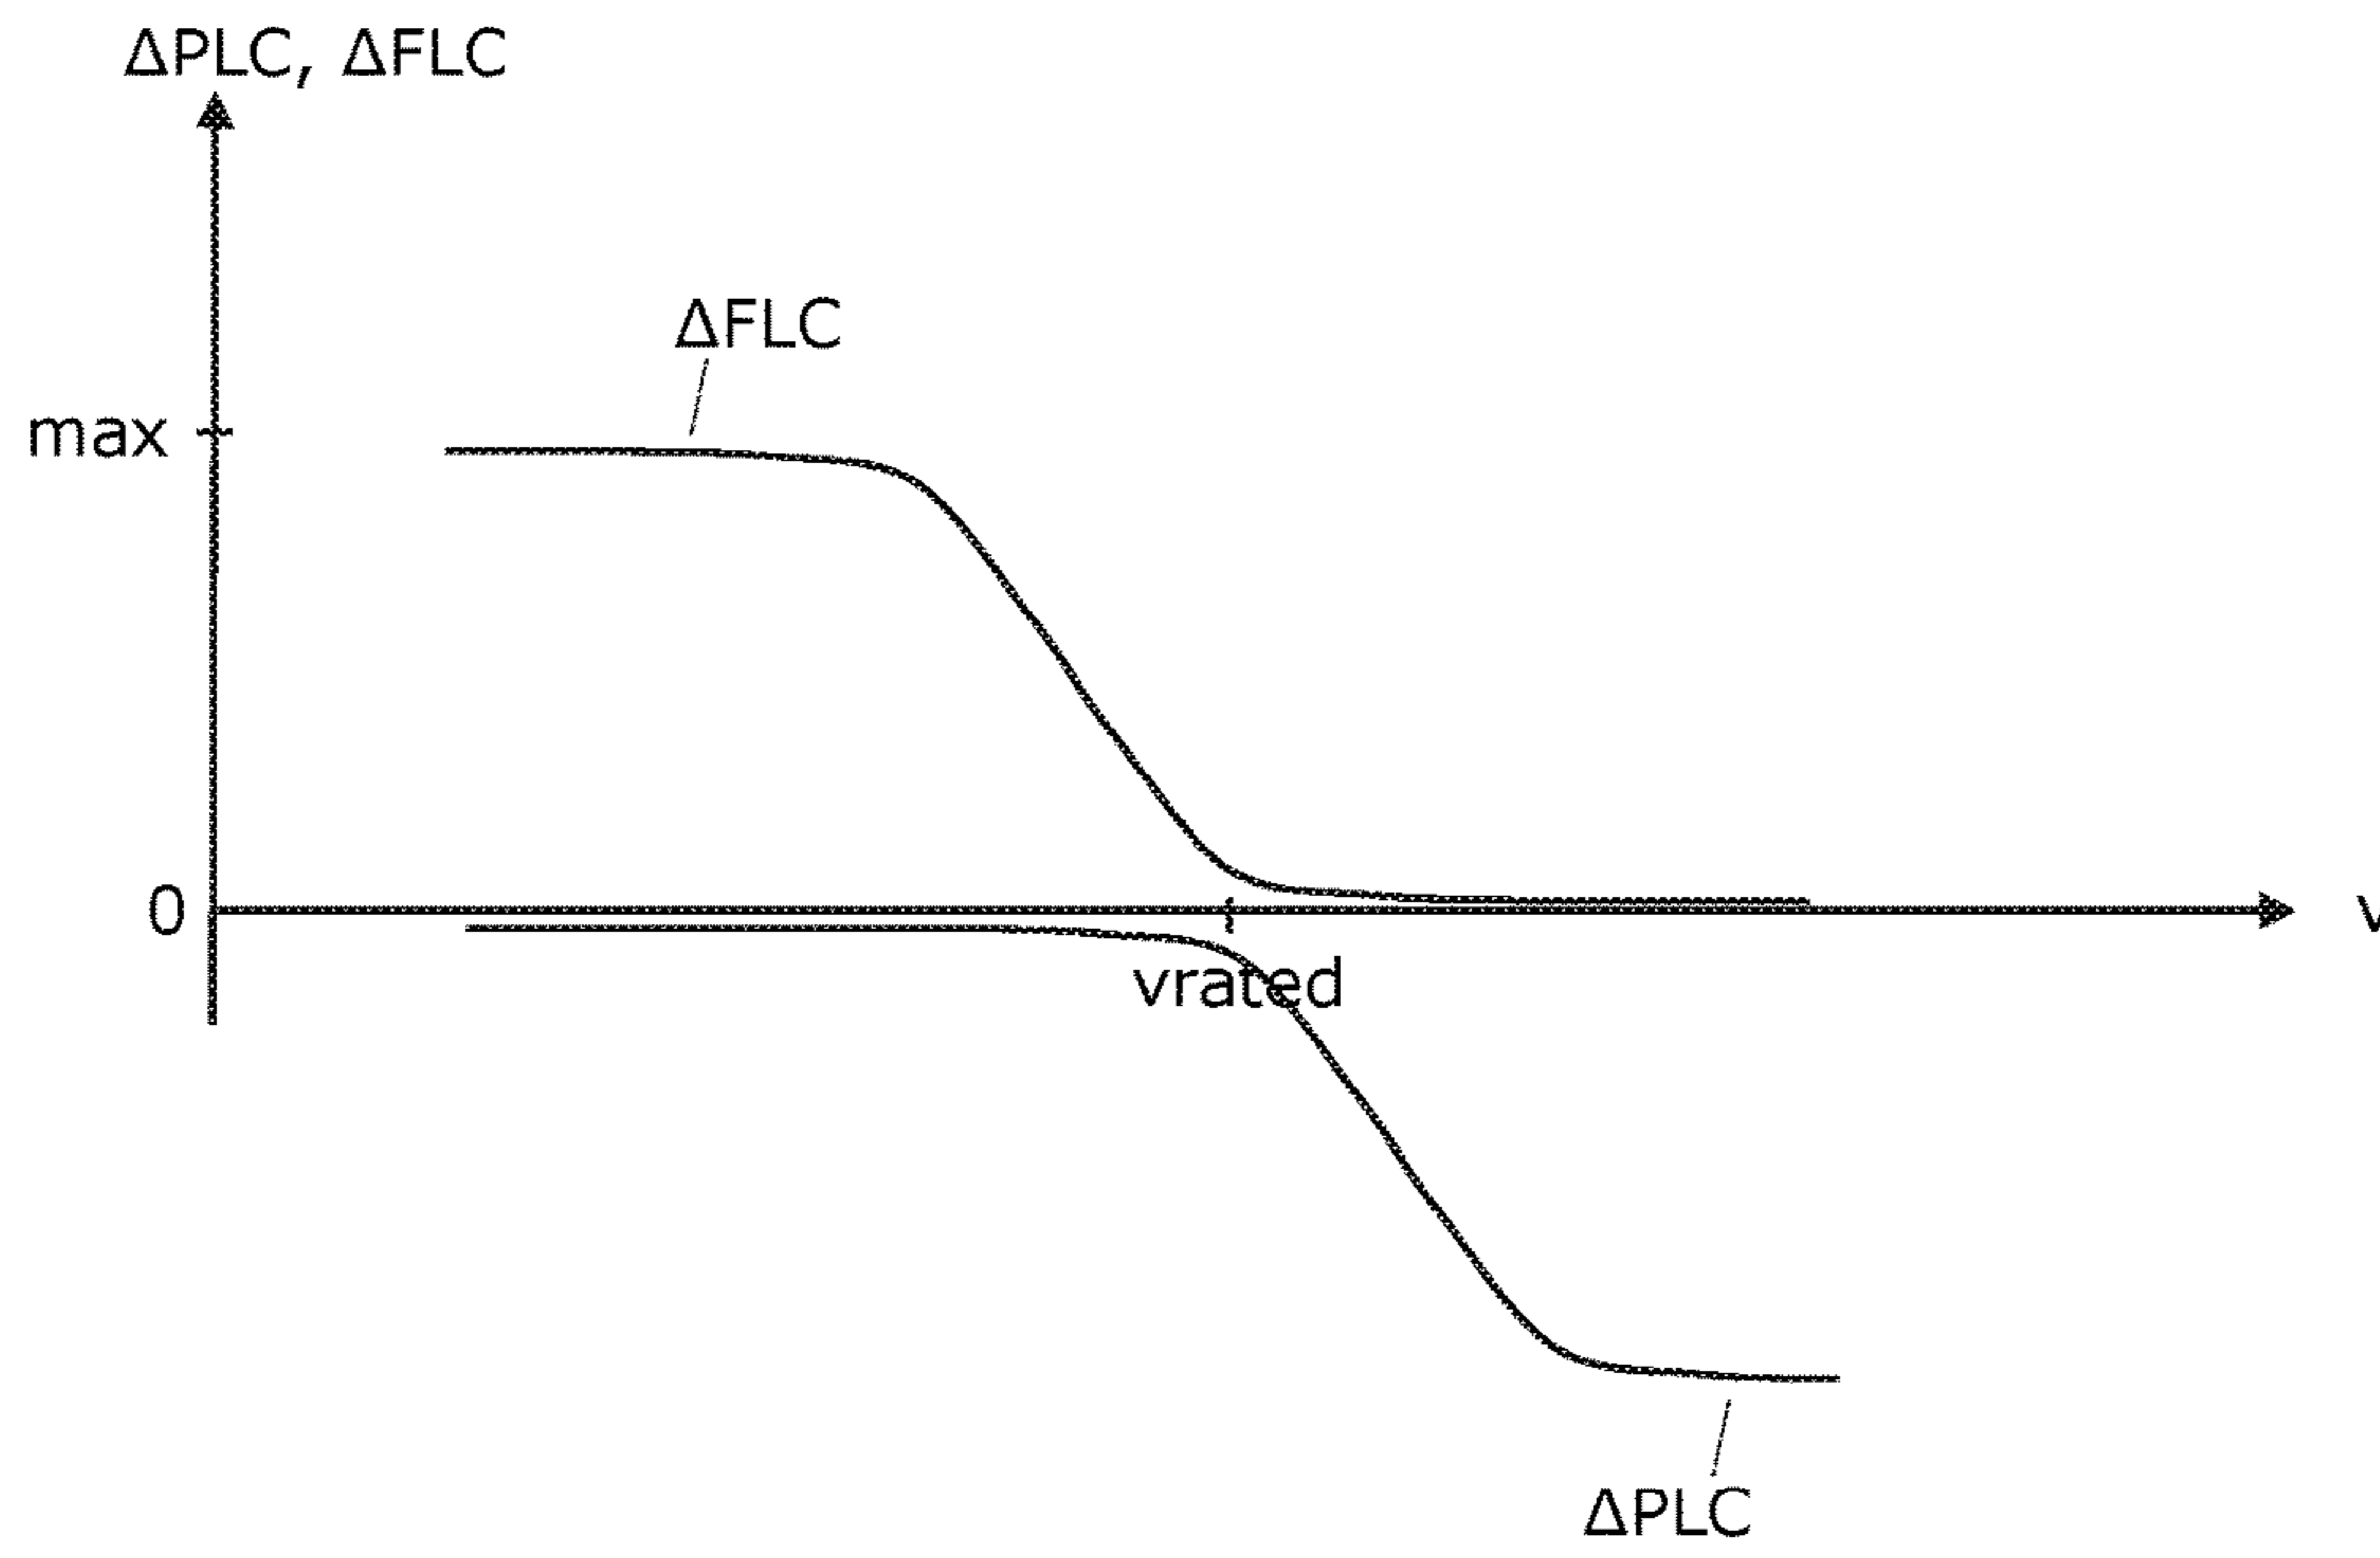 ΔPLC, ΔFLC
ΔFLC
max
0
v
vrated
ΔPLC